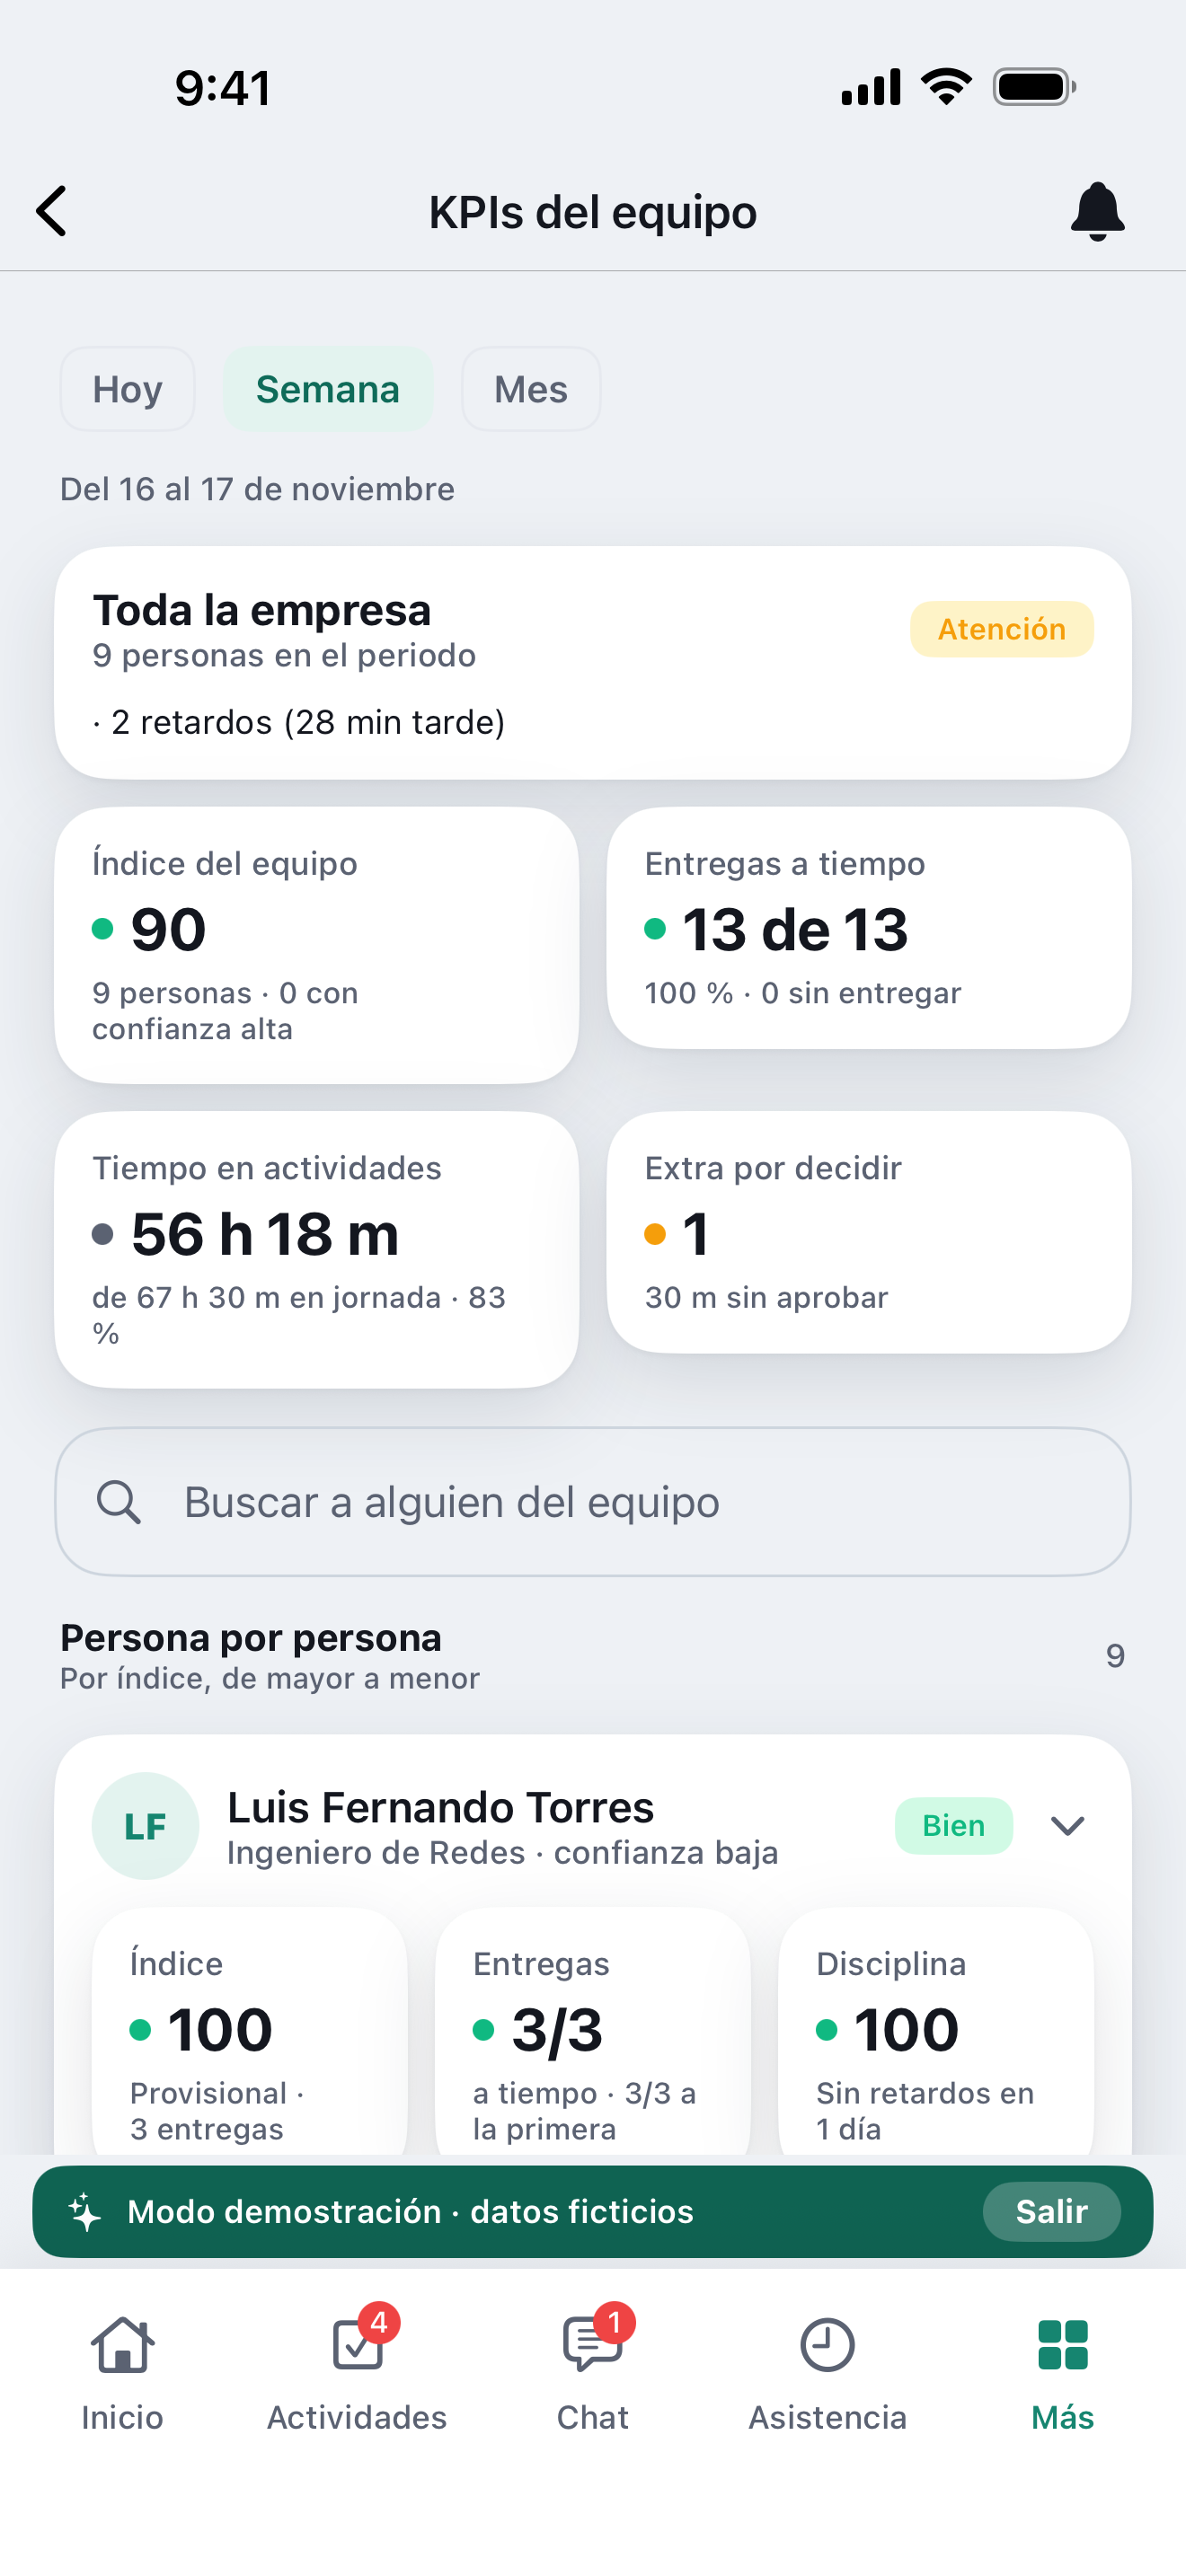 9:41
KPIs del equipo
Hoy
Semana
Mes
Del 16 al 17 de noviembre
Toda la empresa
9 personas en el periodo
Atención
· 2 retardos (28 min tarde)
Índice del equipo
90
9 personas · 0 con
confianza alta
Entregas a tiempo
13 de 13
100 % · 0 sin entregar
Tiempo en actividades
56 h 18 m
de 67 h 30 m en jornada · 83
%
Extra por decidir
1
30 m sin aprobar
Buscar a alguien del equipo
Persona por persona
Por índice, de mayor a menor
9
LF
Luis Fernando Torres
Ingeniero de Redes · confianza baja
Bien
Índice
100
Provisional ·
3 entregas
Entregas
3/3
a tiempo · 3/3 a
la primera
Disciplina
100
Sin retardos en
1 día
Modo demostración · datos ficticios
Salir
4
1
Inicio
Actividades
Chat
Asistencia
Más